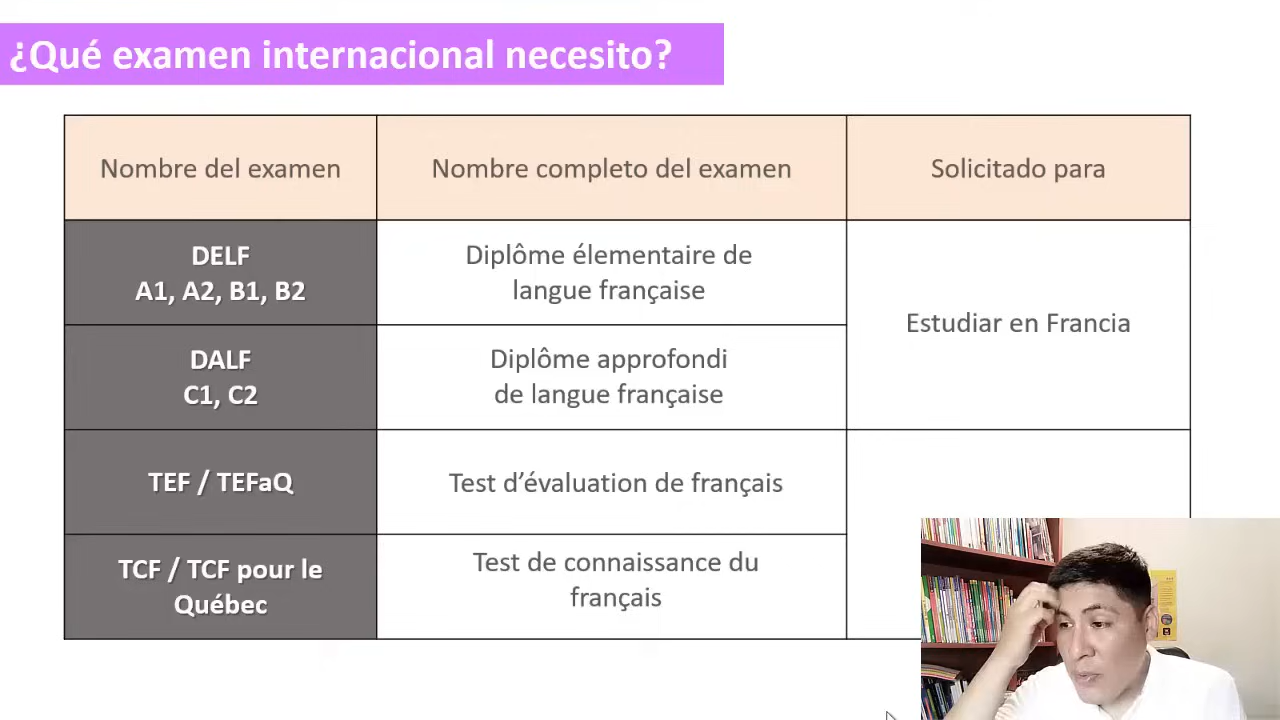 ¿Qué examen internacional necesito?
Nombre del examen
Nombre completo del examen
Solicitado para
DELF
A1, A2, B1, B2
Diplôme élementaire de
langue française
Estudiar en Francia
DALF
C1, C2
Diplôme approfondi
de langue française
TEF / TEFaQ
Test d’évaluation de français
TCF / TCF pour le
Québec
Test de connaissance du
français